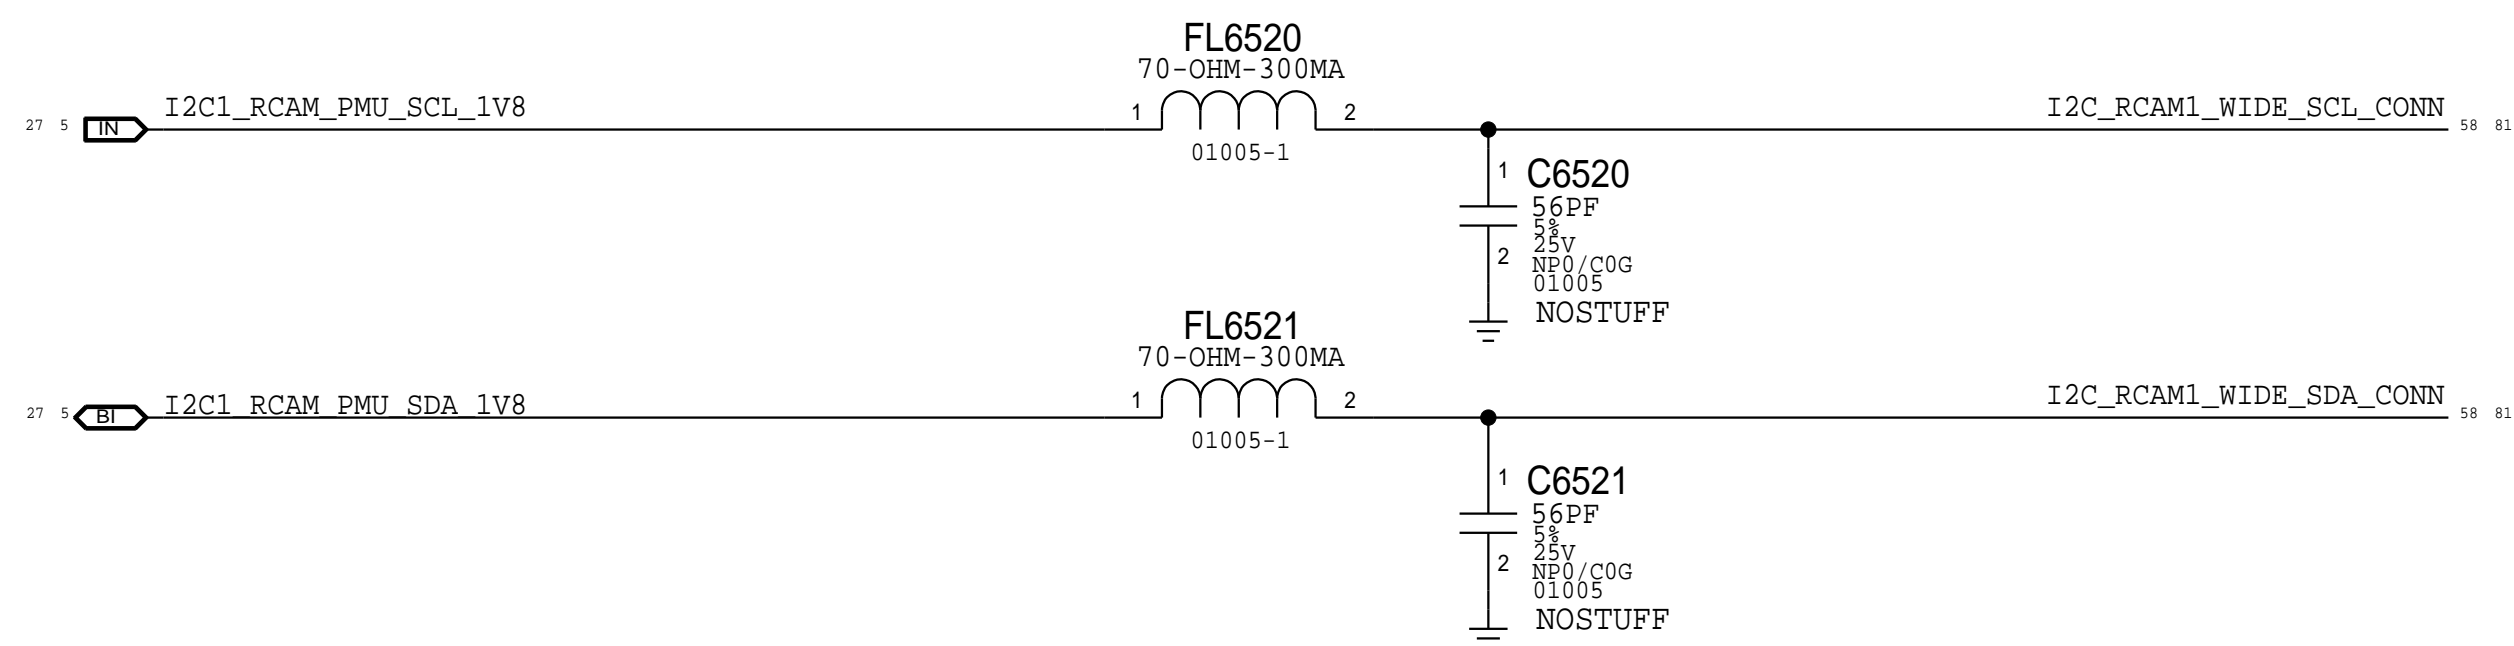 FL6520
70-OHM-300MA
27 5 IN I2C1_RCAM_PMU_SCL_1V8 1 2 I2C_RCAM1_WIDE_SCL_CONN 58 81
01005-1
1 C6520
56PF
5%
25V
2 NP0/C0G
01005
NOSTUFF
FL6521
70-OHM-300MA
27 5 BI I2C1_RCAM_PMU_SDA_1V8 1 2 I2C_RCAM1_WIDE_SDA_CONN 58 81
01005-1
1 C6521
56PF
5%
25V
2 NP0/C0G
01005
NOSTUFF